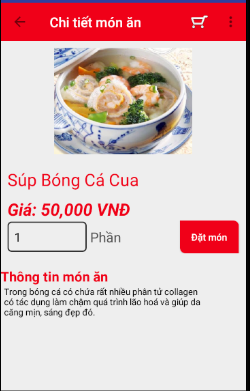 Chi tiết món ăn
Súp Bóng Cá Cua
Giá: 50,000 VNĐ
1 Phần Đặt món
Thông tin món ăn
Trong bóng cá có chứa rất nhiều phân tử collagen
có tác dụng làm chậm quá trình lão hoá và giúp da
căng mịn, sáng đẹp đỏ.